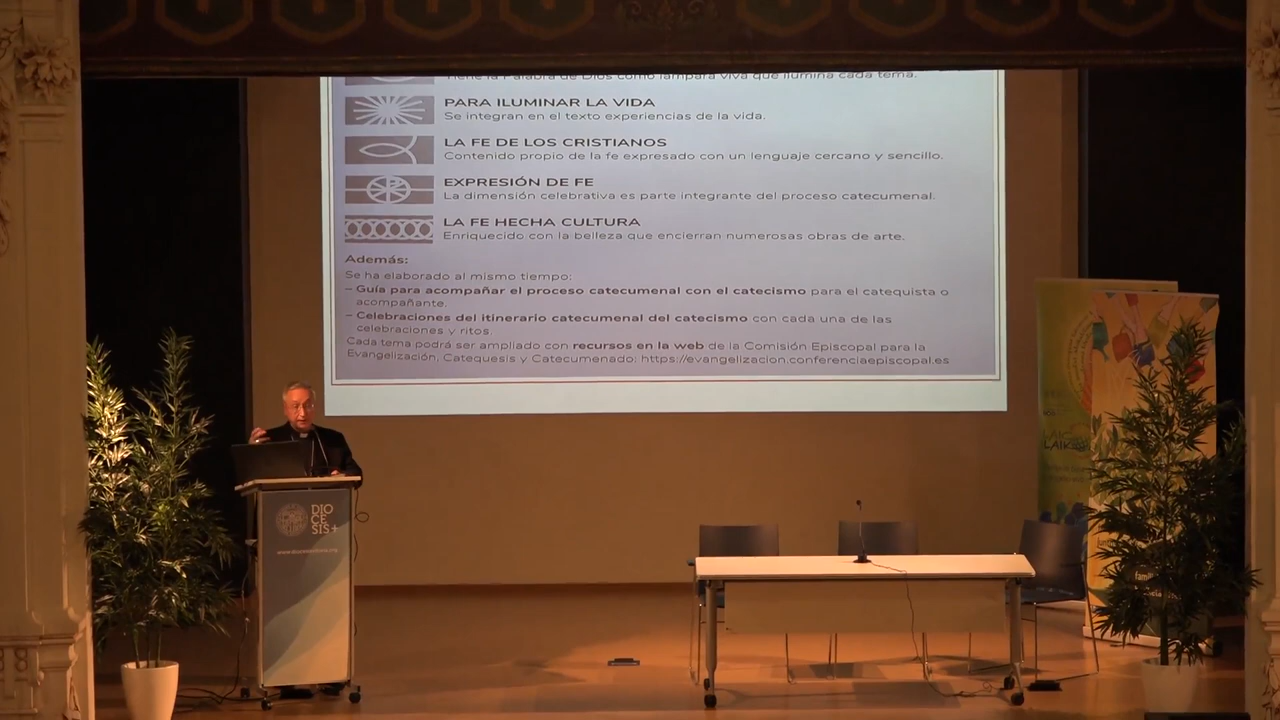 Tiene la Palabra de Dios como lámpara viva que ilumina cada tema.
PARA ILUMINAR LA VIDA
Se integran en el texto experiencias de la vida.
LA FE DE LOS CRISTIANOS
Contenido propio de la fe expresado con un lenguaje cercano y sencillo.
EXPRESIÓN DE FE
La dimensión celebrativa es parte integrante del proceso catecumenal.
LA FE HECHA CULTURA
Enriquecido con la belleza que encierran numerosas obras de arte.
Además:
Se ha elaborado al mismo tiempo:
– Guía para acompañar el proceso catecumenal con el catecismo para el catequista o
acompañante.
– Celebraciones del itinerario catecumenal del catecismo con cada una de las
celebraciones y ritos.
Cada tema podrá ser ampliado con recursos en la web de la Comisión Episcopal para la
Evangelización, Catequesis y Catecumenado: https://evangelizacion.conferenciaepiscopal.es
DIO
CE
SIS+